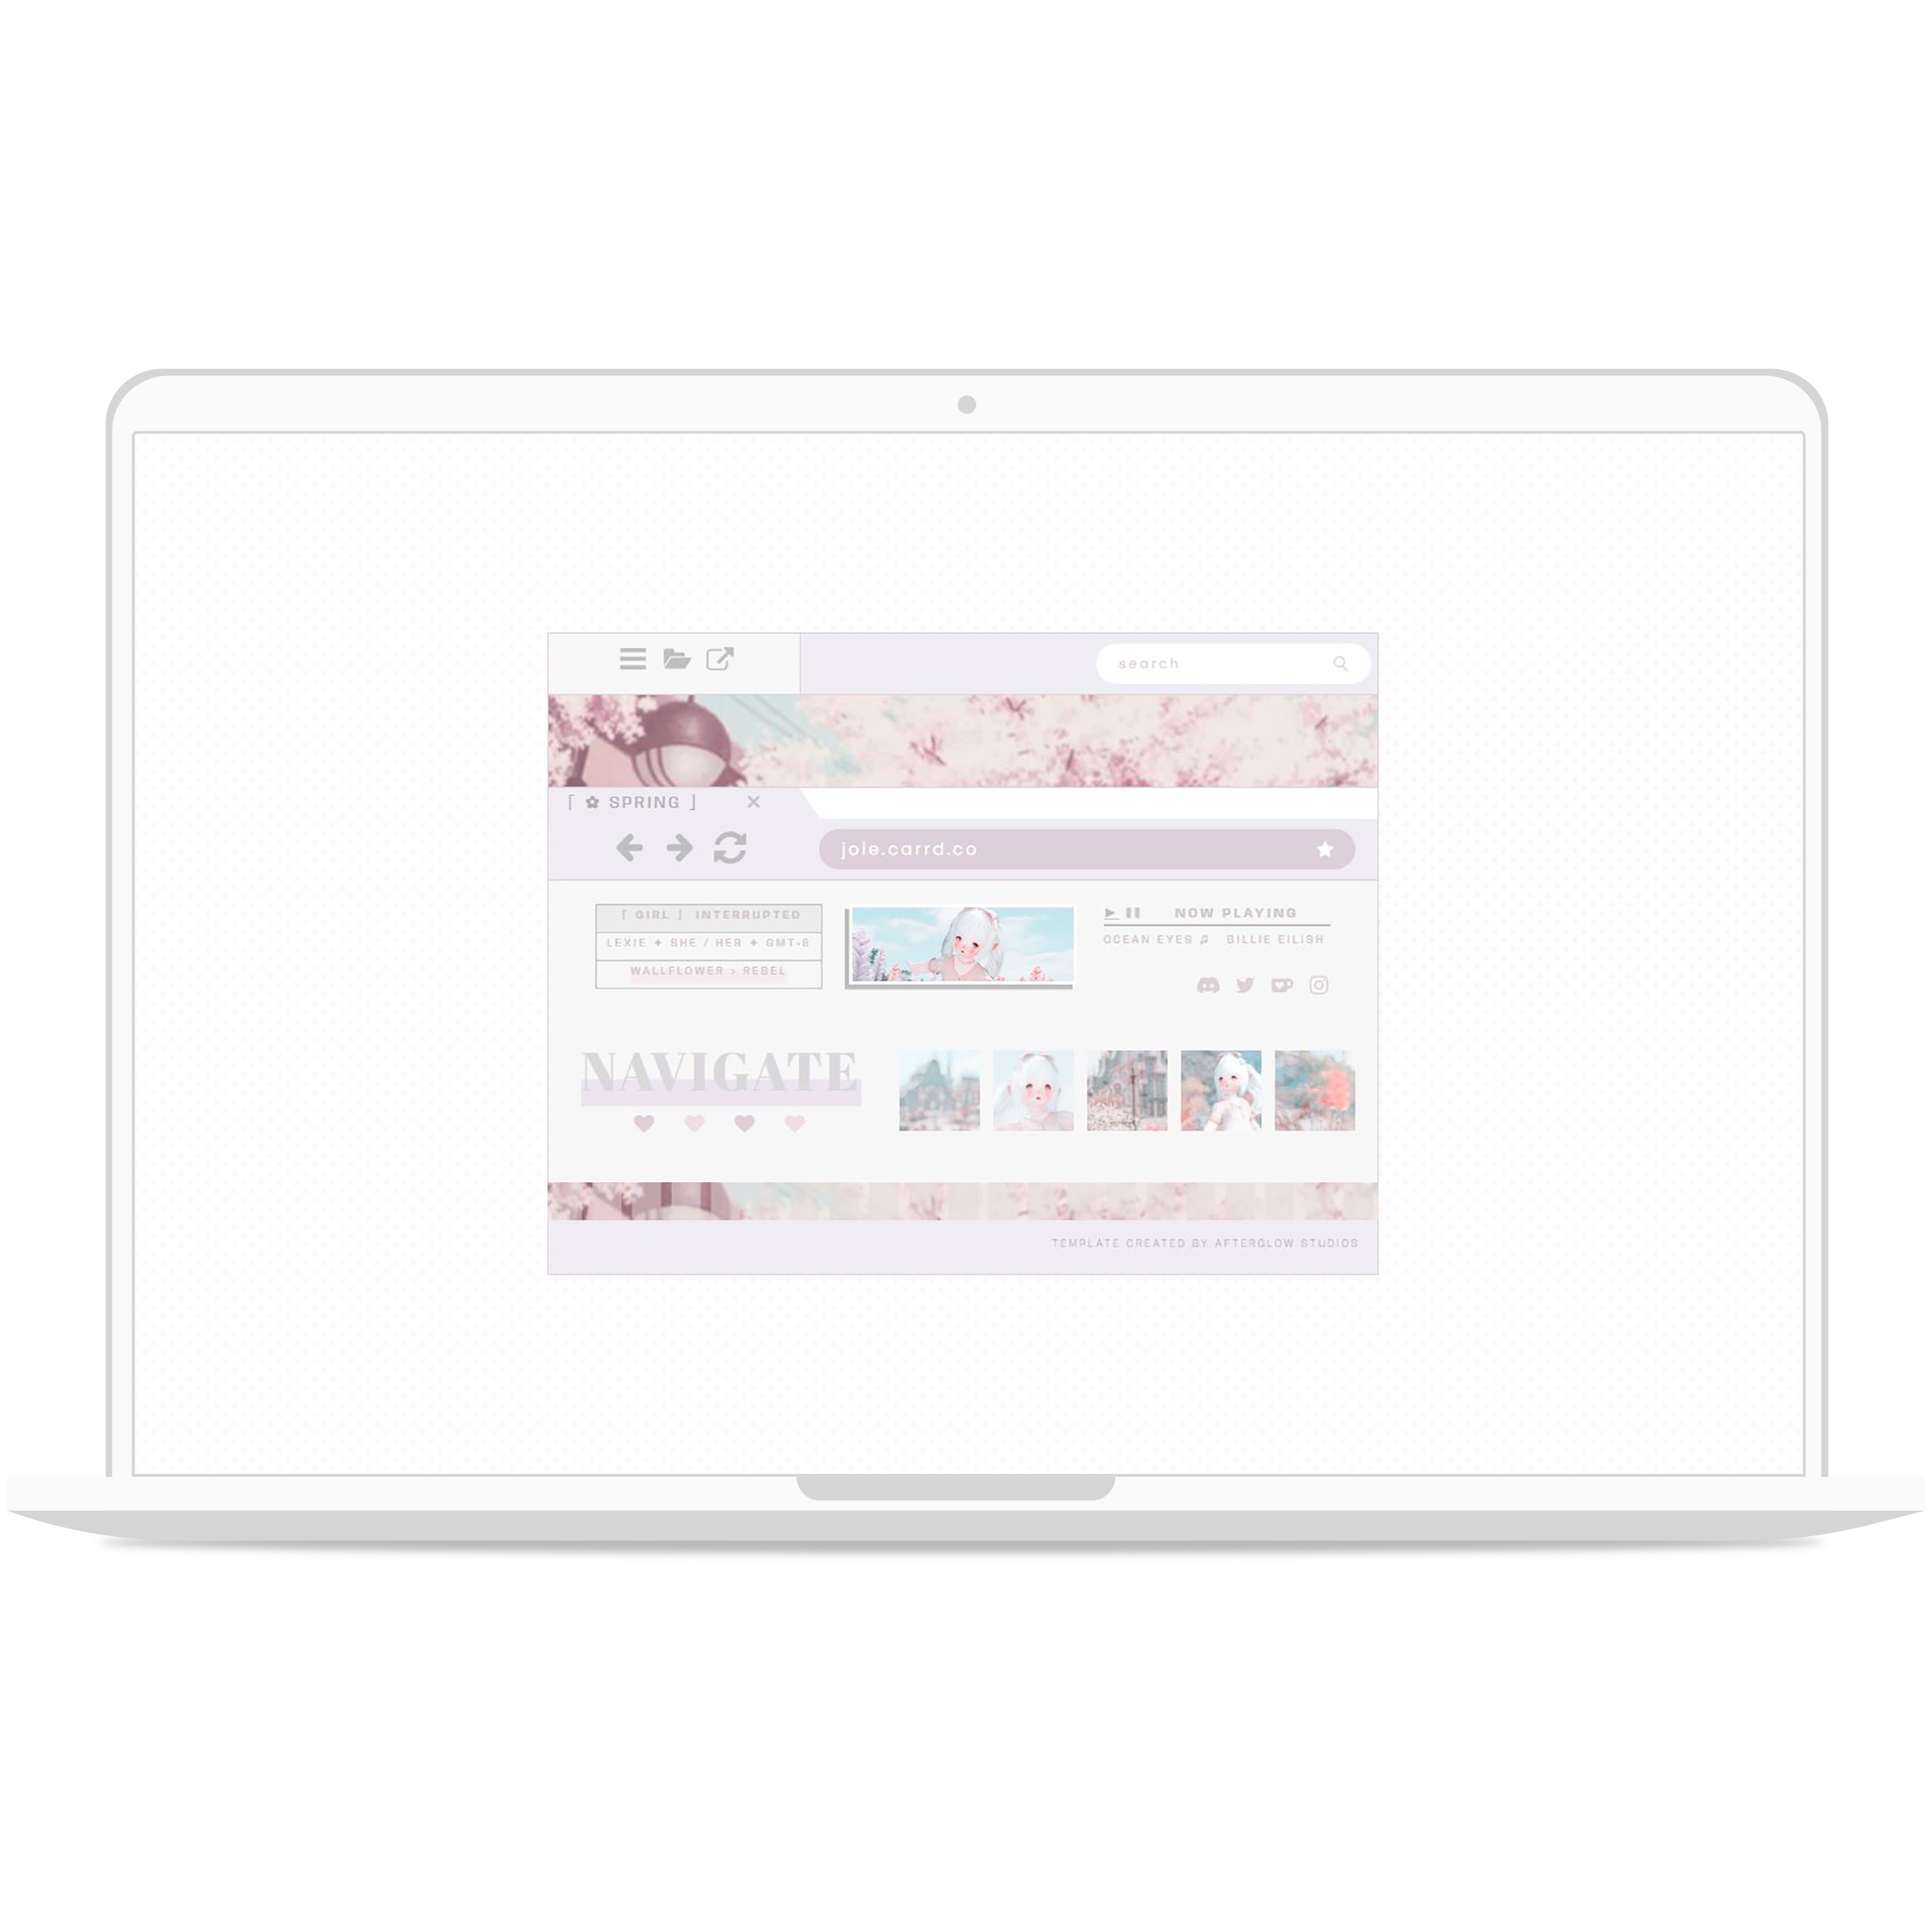 search
「 ✿ SPRING 」 ✕
joie.carrd.co
「 GIRL 」 INTERRUPTED
LEXIE ✦ SHE / HER ✦ GMT+8
WALLFLOWER > REBEL
NOW PLAYING
OCEAN EYES ♫ BILLIE EILISH
NAVIGATE
TEMPLATE CREATED BY AFTERGLOW STUDIOS